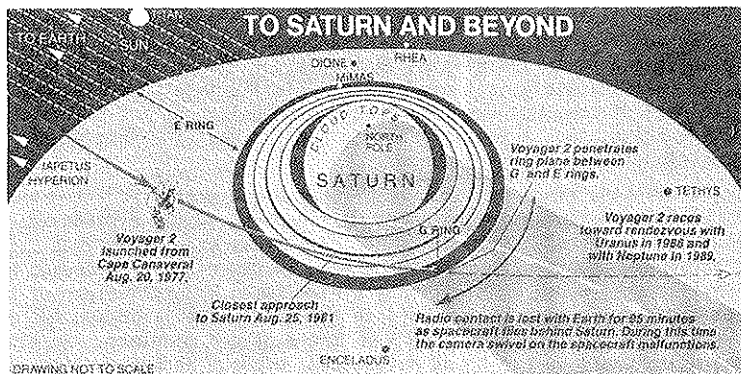 TO SATURN AND BEYOND
TO EARTH
SUN
RHEA
DIONE
MIMAS
E RING
CLOUD TOPS
NORTH
POLE
SATURN
Voyager 2 penetrates
ring plane between
G and E rings.
IAPETUS
HYPERION
TETHYS
Voyager 2
launched from
Cape Canaveral
Aug. 20, 1977.
G RING
Voyager 2 races
toward rendezvous with
Uranus in 1986 and
with Neptune in 1989.
Closest approach
to Saturn Aug. 25, 1981
Radio contact is lost with Earth for 95 minutes
as spacecraft flies behind Saturn. During this time
the camera swivel on the spacecraft malfunctions.
ENCELADUS
DRAWING NOT TO SCALE